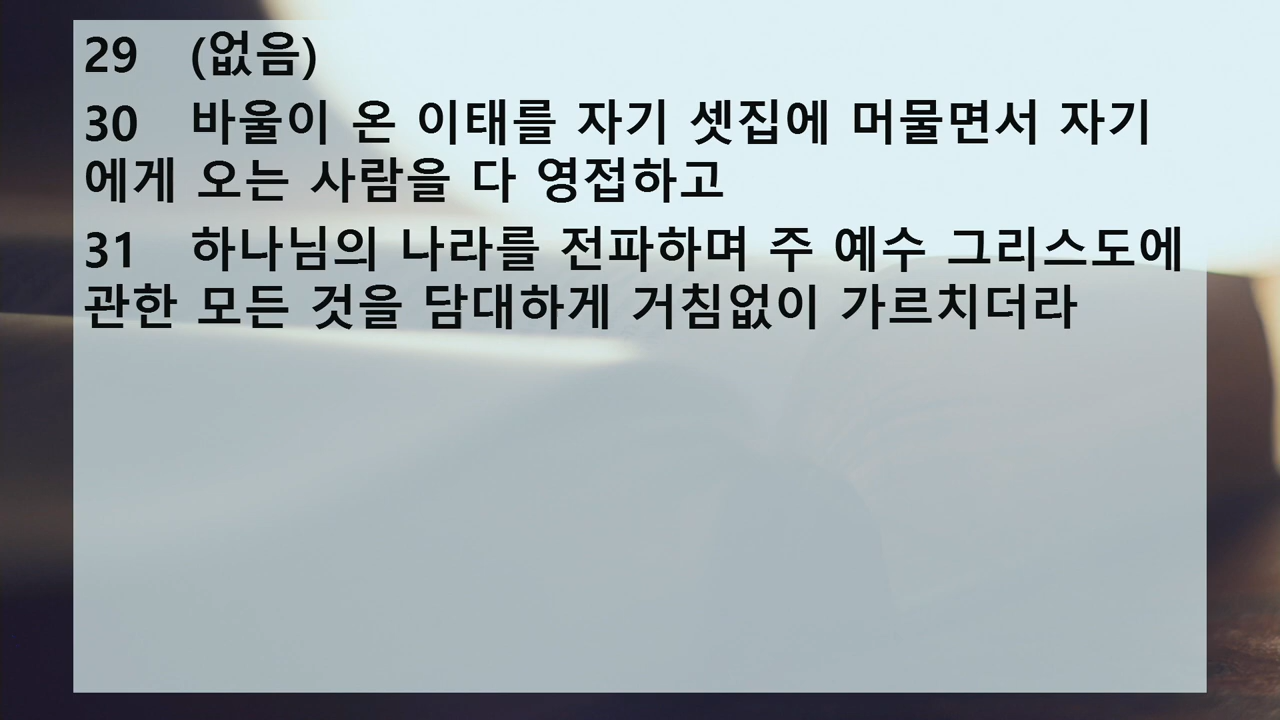 29 (없음)
30 바울이 온 이태를 자기 셋집에 머물면서 자기
에게 오는 사람을 다 영접하고
31 하나님의 나라를 전파하며 주 예수 그리스도에
관한 모든 것을 담대하게 거침없이 가르치더라